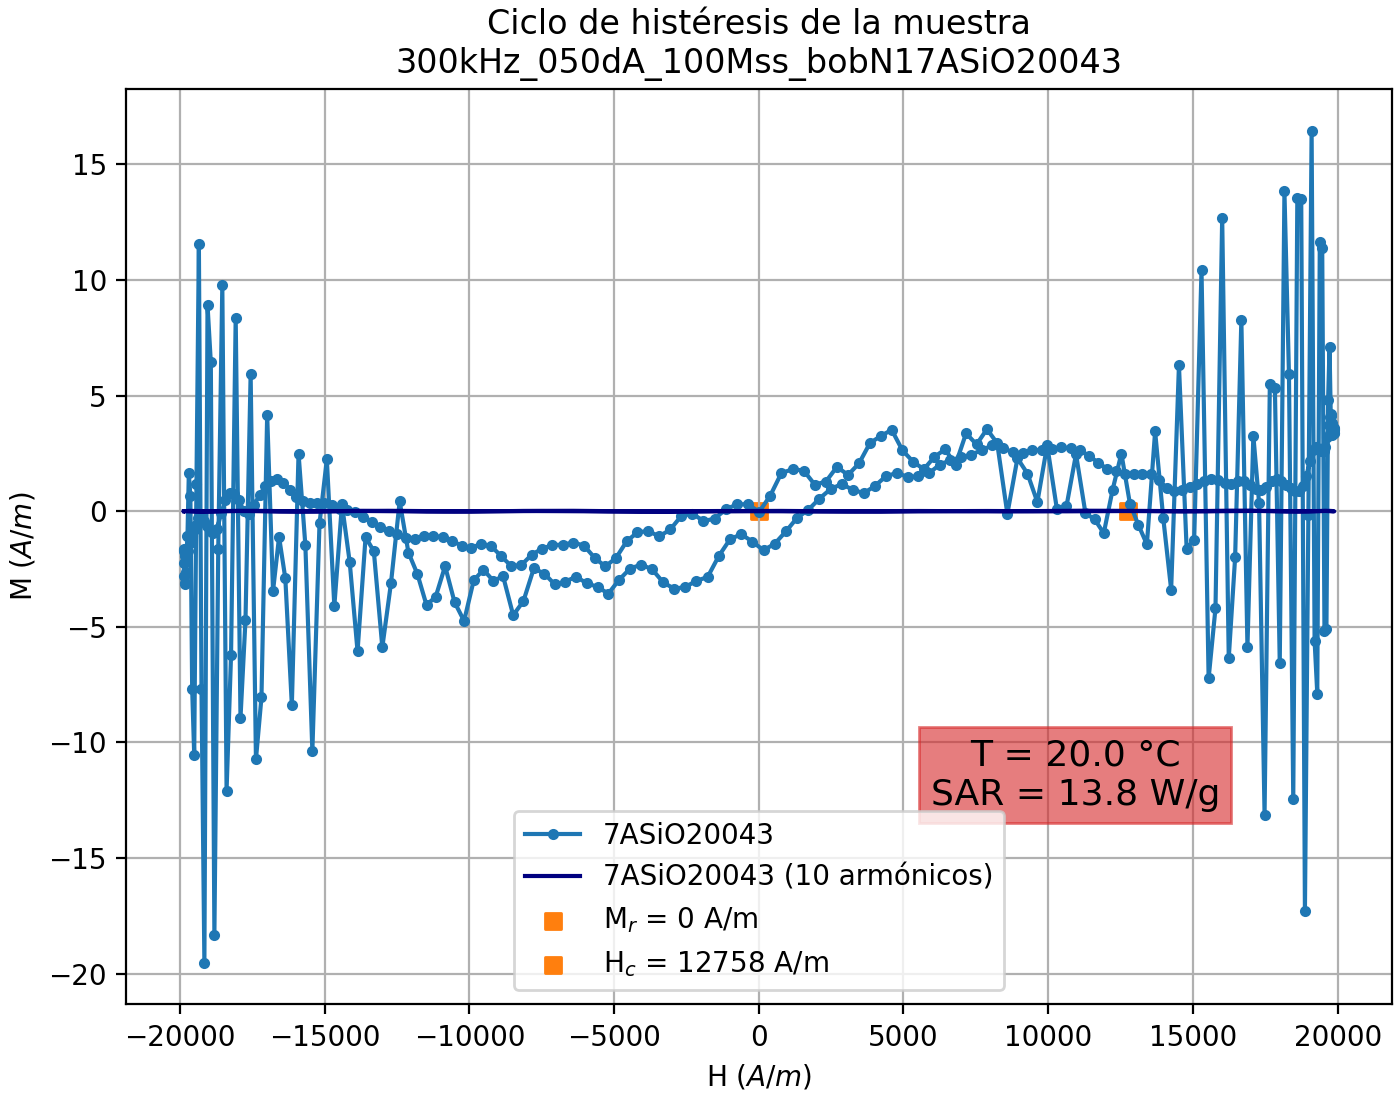 Ciclo de histéresis de la muestra
300kHz_050dA_100Mss_bobN17ASiO20043
M (A/m)
15
10
5
0
−5
−10
−15
−20
T = 20.0 °C
SAR = 13.8 W/g
7ASiO20043
7ASiO20043 (10 armónicos)
Mr = 0 A/m
Hc = 12758 A/m
−20000 −15000 −10000 −5000 0 5000 10000 15000 20000
H (A/m)